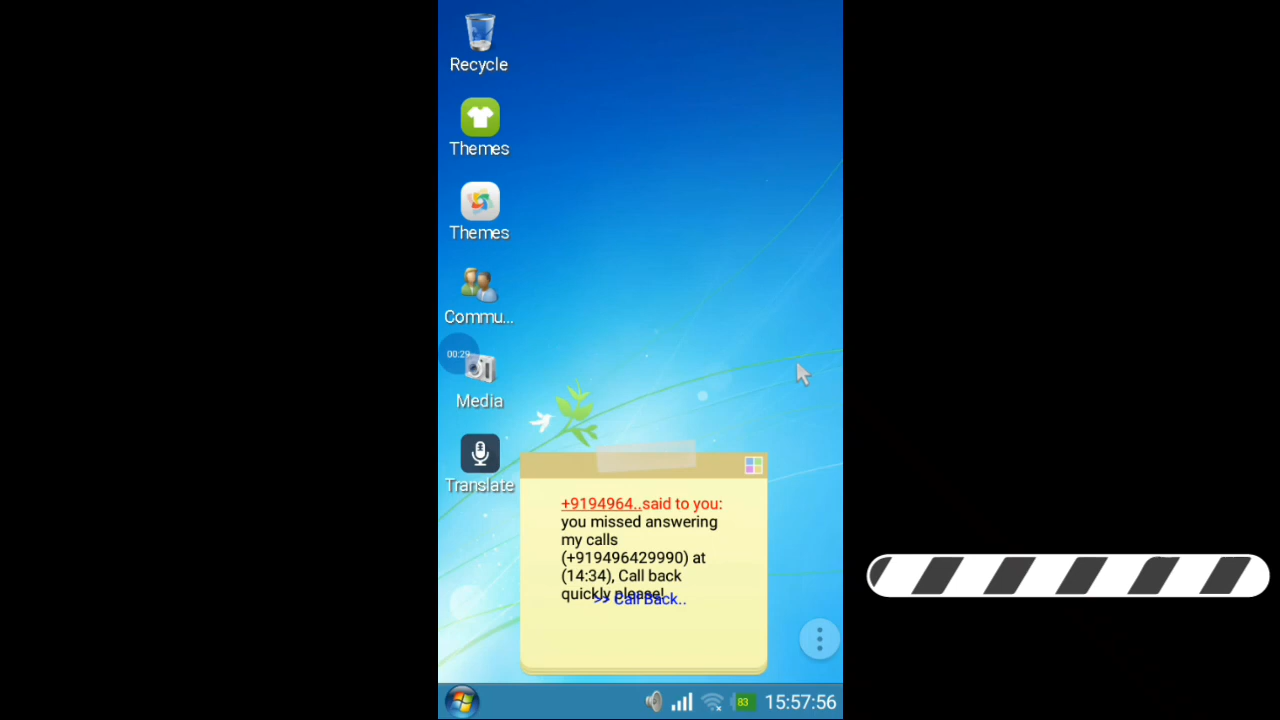 Recycle
Themes
Themes
Commu...
00:29
Media
Translate
+9194964..said to you:
you missed answering
my calls
(+919496429990) at
(14:34), Call back
quickly please!
>> Call Back..
83
15:57:56